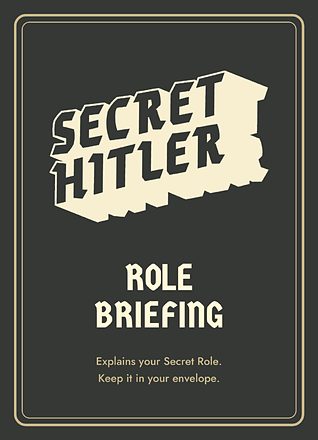 SECRET
HITLER
ROLE
BRIEFING
Explains your Secret Role.
Keep it in your envelope.